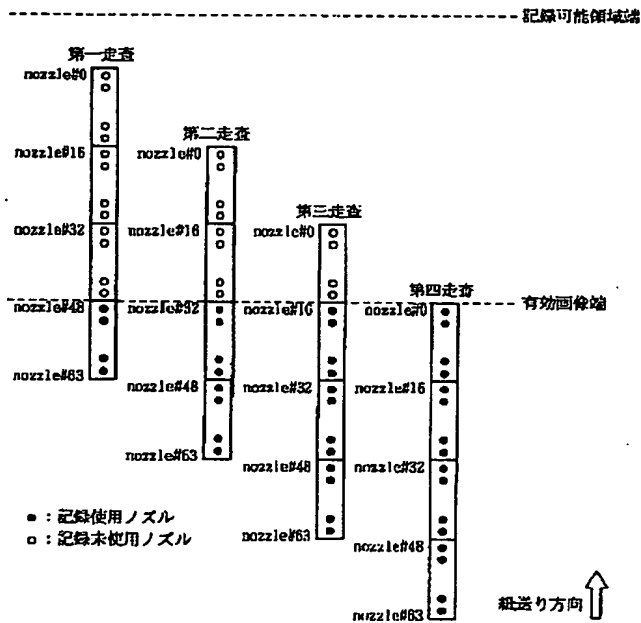 記録可能領域端
第一走査
nozzle#0
nozzle#16
nozzle#32
nozzle#48
nozzle#63
第二走査
nozzle#0
nozzle#16
nozzle#32
nozzle#48
nozzle#63
第三走査
nozzle#0
nozzle#16
nozzle#32
nozzle#48
nozzle#63
第四走査
nozzle#0
nozzle#16
nozzle#32
nozzle#48
nozzle#63
有効画像端
●：記録使用ノズル
○：記録未使用ノズル
紙送り方向